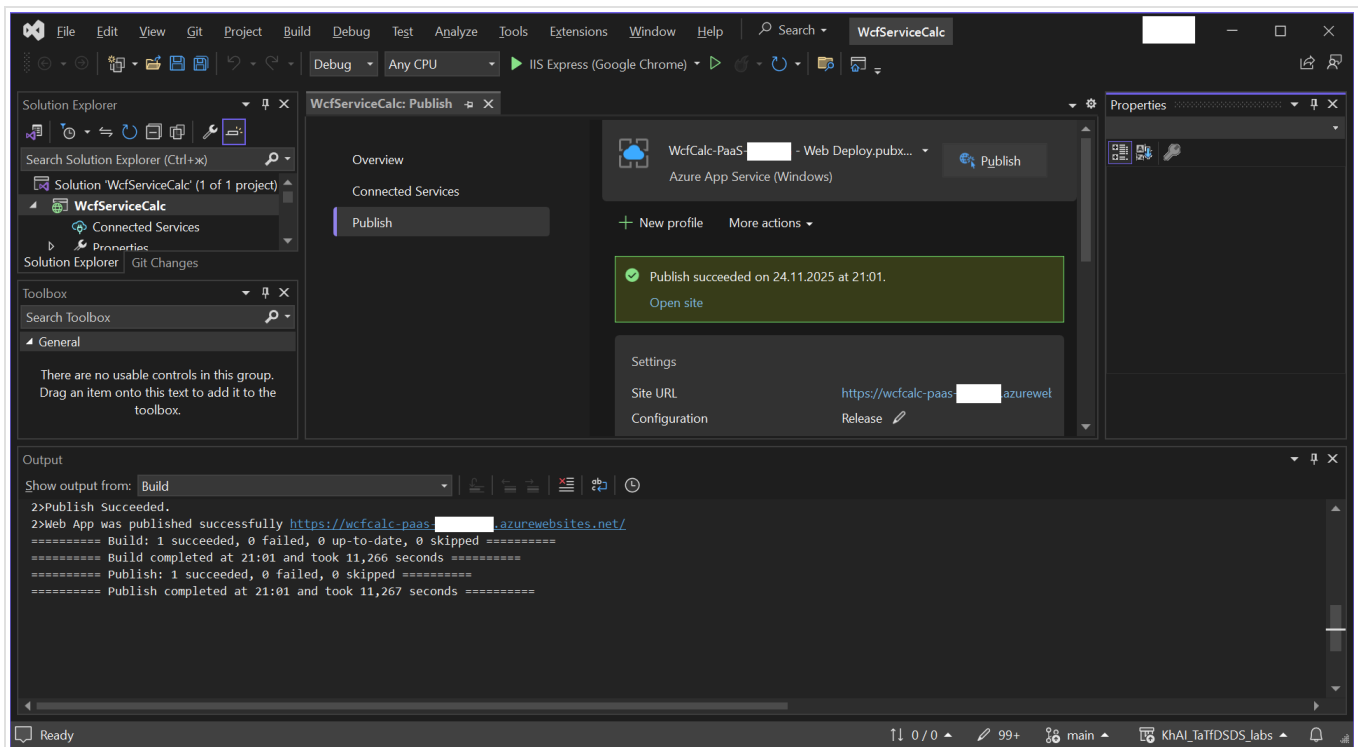 File Edit View Git Project Build Debug Test Analyze Tools Extensions Window Help Search WcfServiceCalc
Debug Any CPU IIS Express (Google Chrome)
Solution Explorer
Search Solution Explorer (Ctrl+ж)
Solution 'WcfServiceCalc' (1 of 1 project)
WcfServiceCalc
Connected Services
Properties
Solution Explorer Git Changes
Toolbox
Search Toolbox
General
There are no usable controls in this group.
Drag an item onto this text to add it to the
toolbox.
WcfServiceCalc: Publish
Overview
Connected Services
Publish
WcfCalc-PaaS- - Web Deploy.pubx...
Azure App Service (Windows)
Publish
New profile More actions
Publish succeeded on 24.11.2025 at 21:01.
Open site
Settings
Site URL https://wcfcalc-paas- .azurewet
Configuration Release
Properties
Output
Show output from: Build
2>Publish Succeeded.
2>Web App was published successfully https://wcfcalc-paas- .azurewebsites.net/
========== Build: 1 succeeded, 0 failed, 0 up-to-date, 0 skipped ==========
========== Build completed at 21:01 and took 11,266 seconds ==========
========== Publish: 1 succeeded, 0 failed, 0 skipped ==========
========== Publish completed at 21:01 and took 11,267 seconds ==========
Ready 0 / 0 99+ main KhAI_TaTfDSDS_labs